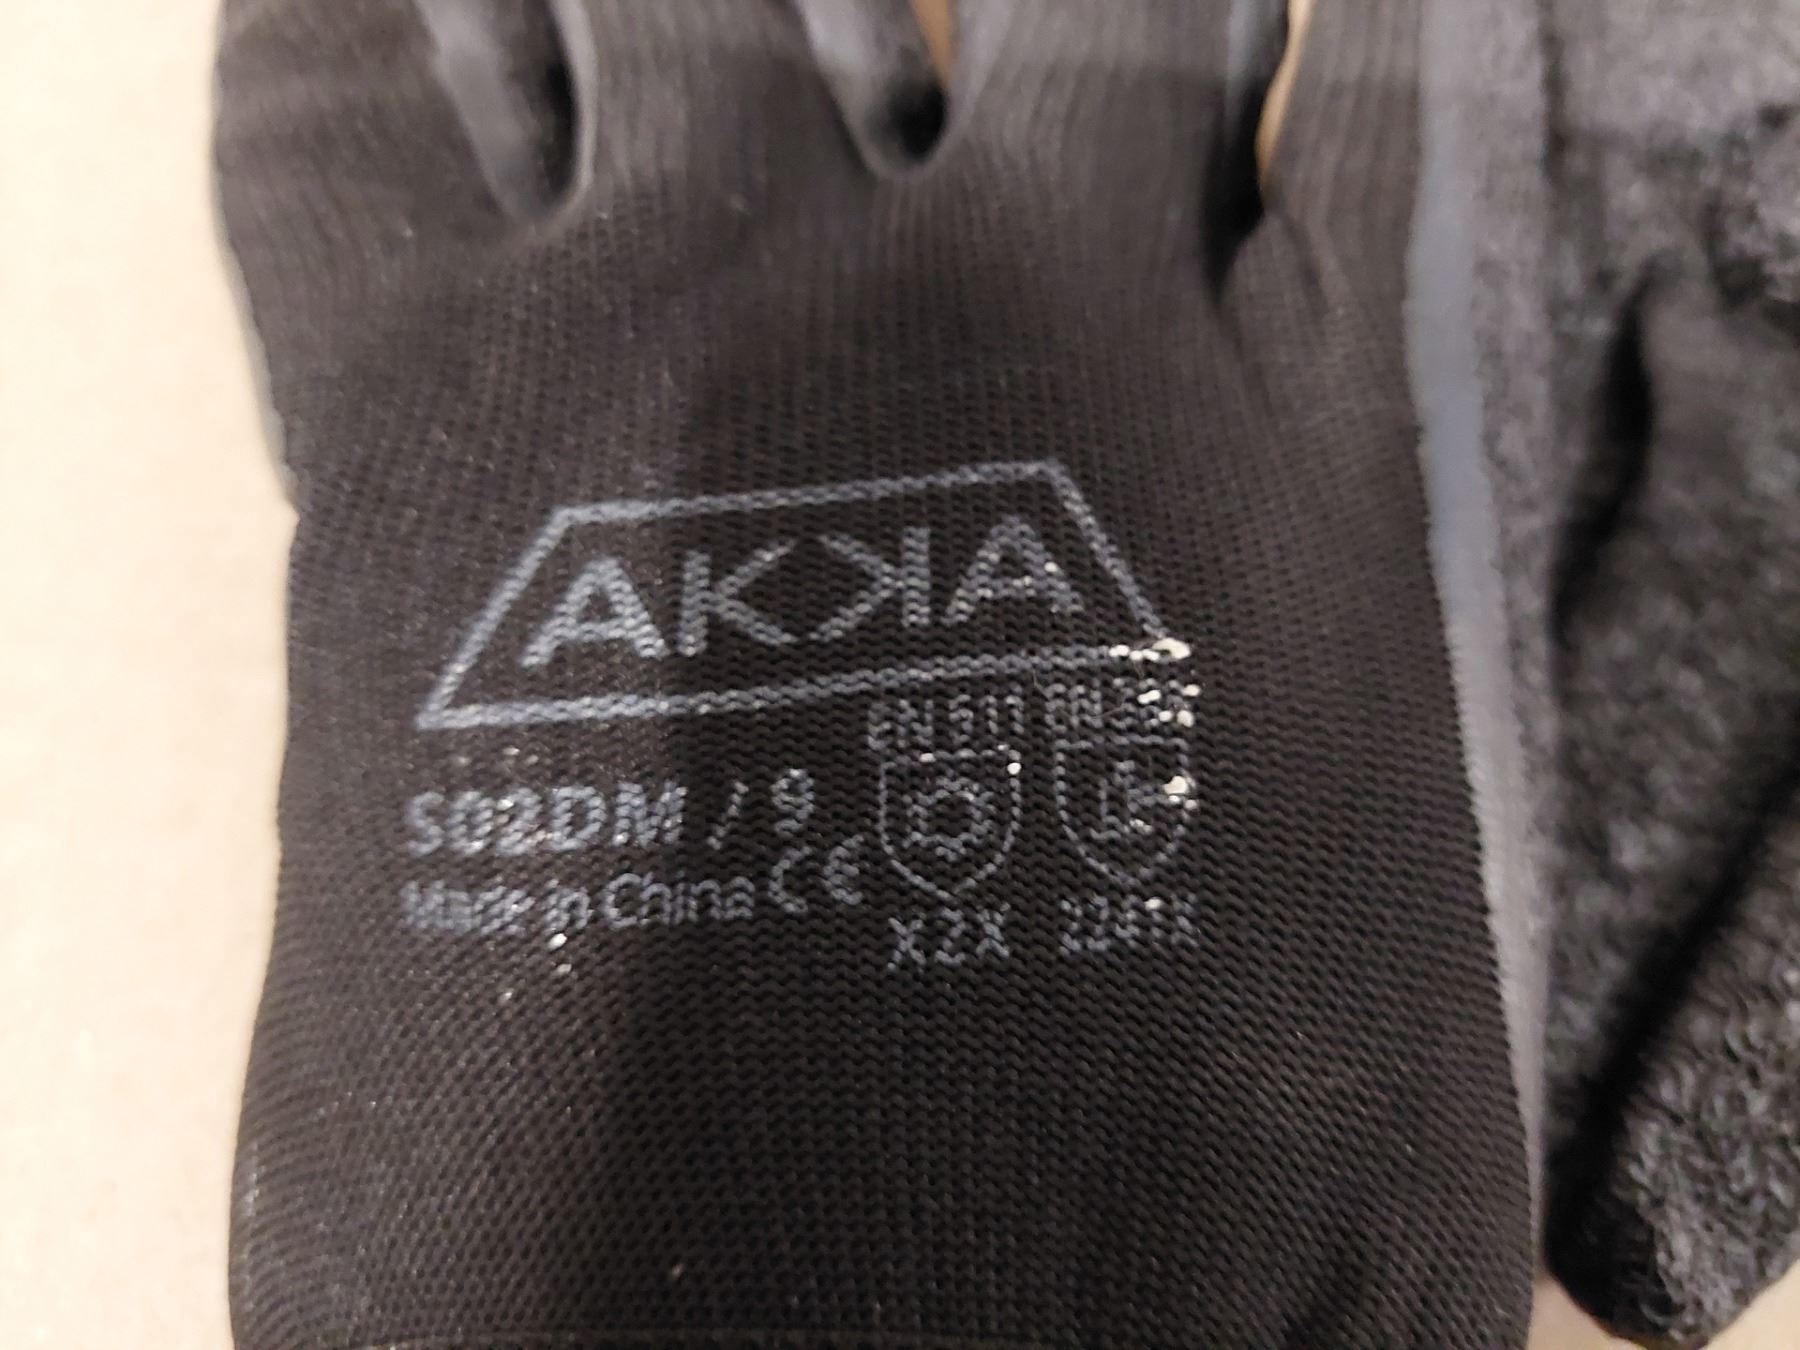 AKKA
EN 511 EN 388
S02DM / 9
Made in China CE
X2X 2241X